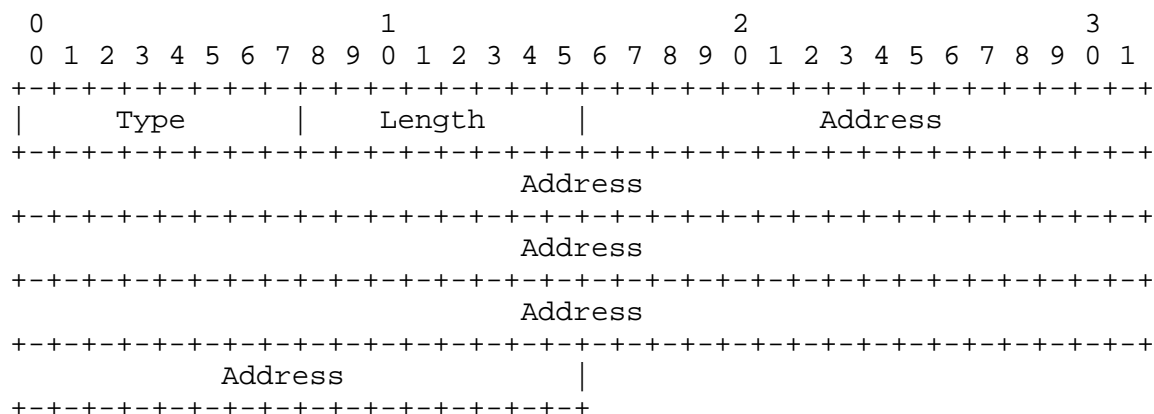 0                   1                   2                   3
 0 1 2 3 4 5 6 7 8 9 0 1 2 3 4 5 6 7 8 9 0 1 2 3 4 5 6 7 8 9 0 1
+-+-+-+-+-+-+-+-+-+-+-+-+-+-+-+-+-+-+-+-+-+-+-+-+-+-+-+-+-+-+-+-+
|     Type      |    Length     |             Address
+-+-+-+-+-+-+-+-+-+-+-+-+-+-+-+-+-+-+-+-+-+-+-+-+-+-+-+-+-+-+-+-+
                             Address
+-+-+-+-+-+-+-+-+-+-+-+-+-+-+-+-+-+-+-+-+-+-+-+-+-+-+-+-+-+-+-+-+
                             Address
+-+-+-+-+-+-+-+-+-+-+-+-+-+-+-+-+-+-+-+-+-+-+-+-+-+-+-+-+-+-+-+-+
                             Address
+-+-+-+-+-+-+-+-+-+-+-+-+-+-+-+-+-+-+-+-+-+-+-+-+-+-+-+-+-+-+-+-+
            Address             |
+-+-+-+-+-+-+-+-+-+-+-+-+-+-+-+-+